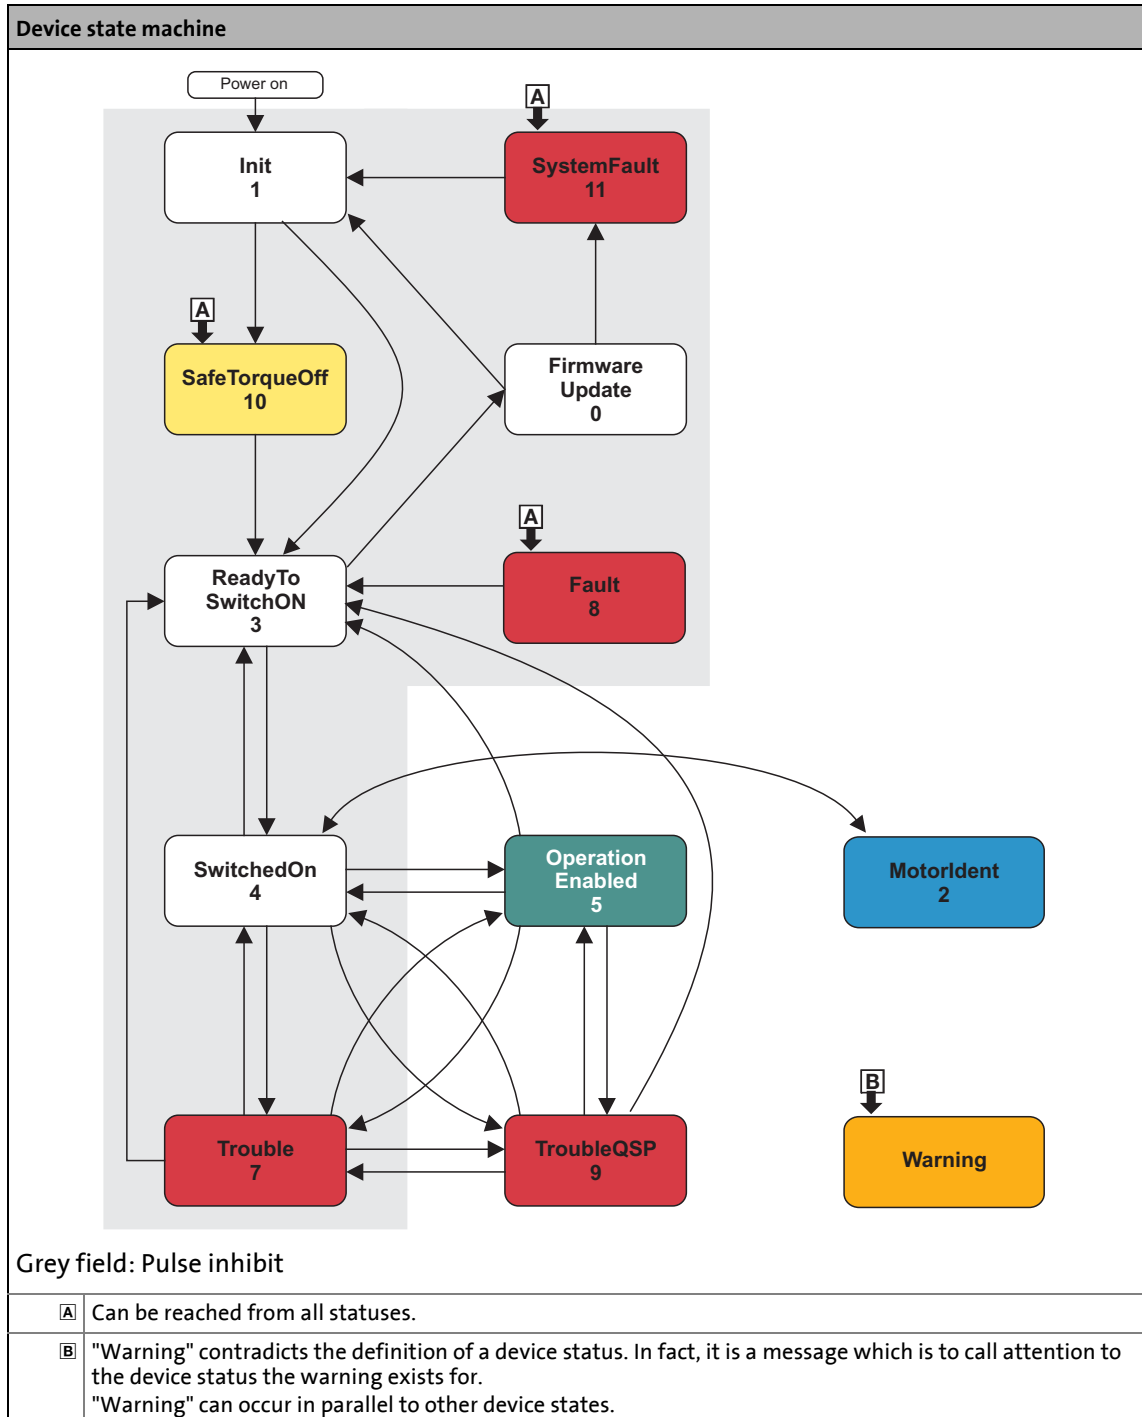 Device state machine
Power on
A
Init
1
SystemFault
11
A
SafeTorqueOff
10
Firmware
Update
0
A
ReadyTo
SwitchON
3
Fault
8
SwitchedOn
4
Operation
Enabled
5
MotorIdent
2
B
Trouble
7
TroubleQSP
9
Warning
Grey field: Pulse inhibit
A Can be reached from all statuses.
B "Warning" contradicts the definition of a device status. In fact, it is a message which is to call attention to
the device status the warning exists for.
"Warning" can occur in parallel to other device states.